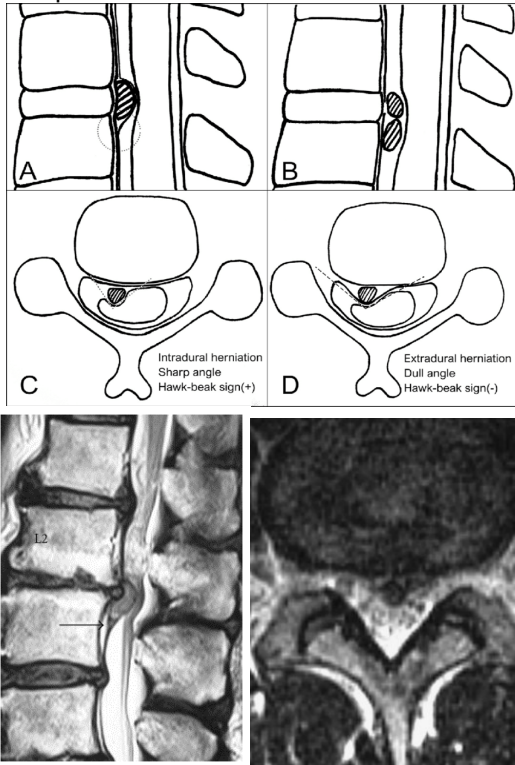 A
B
C
Intradural herniation
Sharp angle
Hawk-beak sign(+)
D
Extradural herniation
Dull angle
Hawk-beak sign(-)
L2